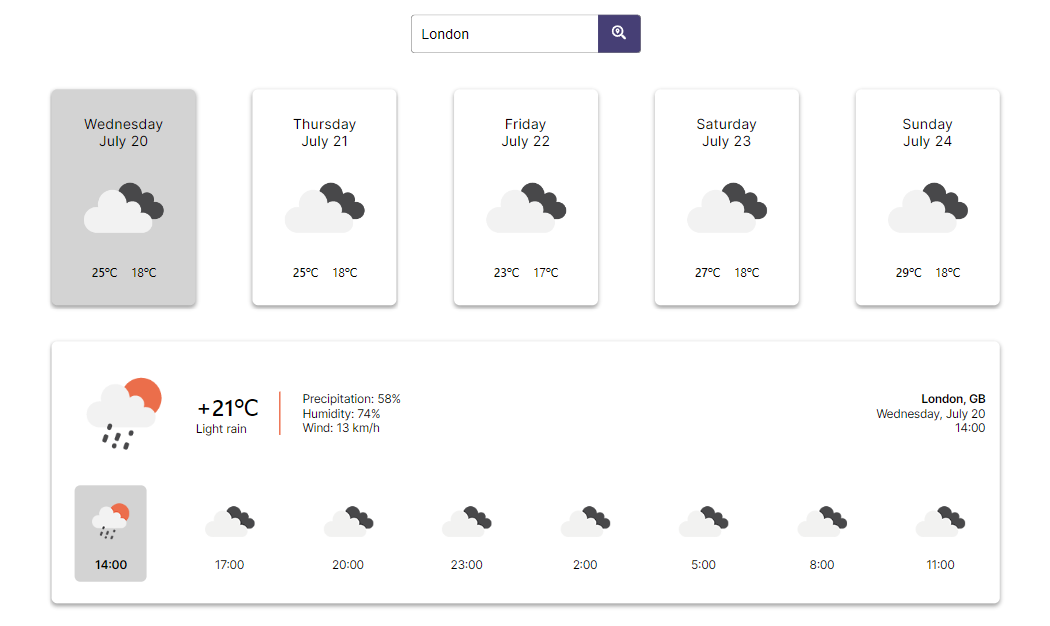 London
Wednesday
July 20
25°C 18°C
Thursday
July 21
25°C 18°C
Friday
July 22
23°C 17°C
Saturday
July 23
27°C 18°C
Sunday
July 24
29°C 18°C
+21°C
Light rain
Precipitation: 58%
Humidity: 74%
Wind: 13 km/h
London, GB
Wednesday, July 20
14:00
14:00 17:00 20:00 23:00 2:00 5:00 8:00 11:00